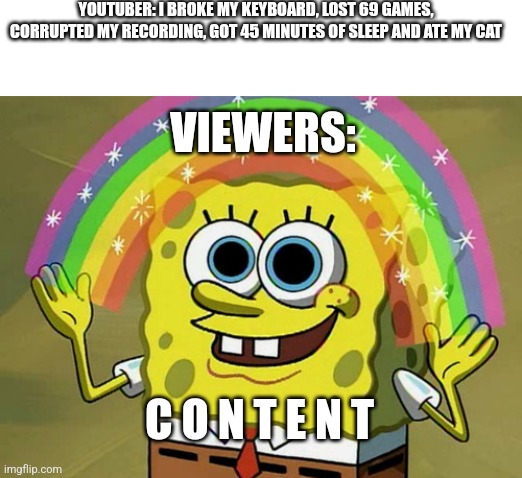 YOUTUBER: I BROKE MY KEYBOARD, LOST 69 GAMES,
CORRUPTED MY RECORDING, GOT 45 MINUTES OF SLEEP AND ATE MY CAT
VIEWERS:
C O N T E N T
imgflip.com